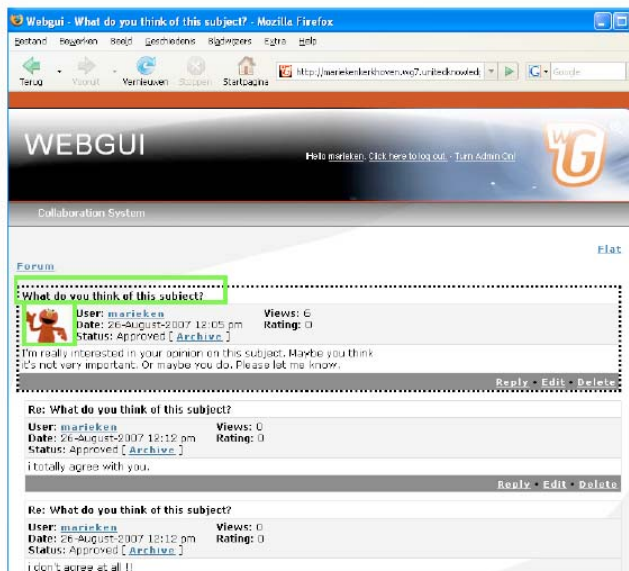 Webgui - What do you think of this subject? - Mozilla Firefox
Bestand Bewerken Beeld Geschiedenis Bladwijzers Extra Help
Terug Vooruit Vernieuwen Stoppen Startpagina http://mariekenkerkhoven.wg7.unitedknowled G Google
WEBGUI
Hello marieken. Click here to log out. - Turn Admin On!
Collaboration System
Flat
Forum
What do you think of this subject?
User: marieken Views: 6
Date: 26-August-2007 12:05 pm Rating: 0
Status: Approved [ Archive ]
I'm really interested in your opinion on this subject. Maybe you think
it's not very important. Or maybe you do. Please let me know.
Reply • Edit • Delete
Re: What do you think of this subject?
User: marieken Views: 0
Date: 26-August-2007 12:12 pm Rating: 0
Status: Approved [ Archive ]
i totally agree with you.
Reply • Edit • Delete
Re: What do you think of this subject?
User: marieken Views: 0
Date: 26-August-2007 12:12 pm Rating: 0
Status: Approved [ Archive ]
i don't agree at all !!